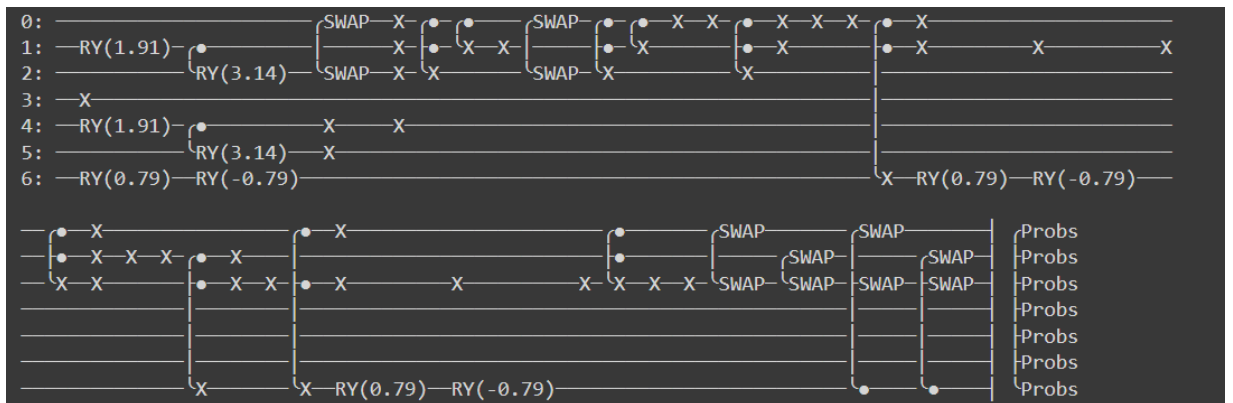 0: ──────────────────╭SWAP──X─╭●─╭●────╭SWAP─╭●─╭●──X──X─╭●──X──X──X─╭●──X──────────────────
1: ──RY(1.91)─╭●─────│──────X─├●─╰X──X─│─────├●─╰X───────├●──X───────├●──X────────X────────X
2: ───────────╰RY(3.14)─╰SWAP──X─╰X───────╰SWAP─╰X──────────╰X──────────│─────────────────────
3: ──X──────────────────────────────────────────────────────────────────│─────────────────────
4: ──RY(1.91)─╭●─────────X─────X────────────────────────────────────────│─────────────────────
5: ───────────╰RY(3.14)──X──────────────────────────────────────────────│─────────────────────
6: ──RY(0.79)──RY(-0.79)────────────────────────────────────────────────╰X──RY(0.79)──RY(-0.79)──
──╭●──X──────────────╭●──X─────────────────────╭●───────╭SWAP────────╭SWAP───────┤ ╭Probs
──├●──X──X──X─╭●──X──│─────────────────────────├●───────│─────╭SWAP──│─────╭SWAP─┤ ├Probs
──╰X──X───────├●──X──X─├●──X────────X────────X─╰X──X──X─╰SWAP─╰SWAP──├SWAP─├SWAP─┤ ├Probs
──────────────│──────│───────────────────────────────────────────────│─────│─────┤ ├Probs
──────────────│──────│───────────────────────────────────────────────│─────│─────┤ ├Probs
──────────────│──────│───────────────────────────────────────────────│─────│─────┤ ├Probs
──────────────╰X─────╰X──RY(0.79)──RY(-0.79)─────────────────────────╰●────╰●────┤ ╰Probs